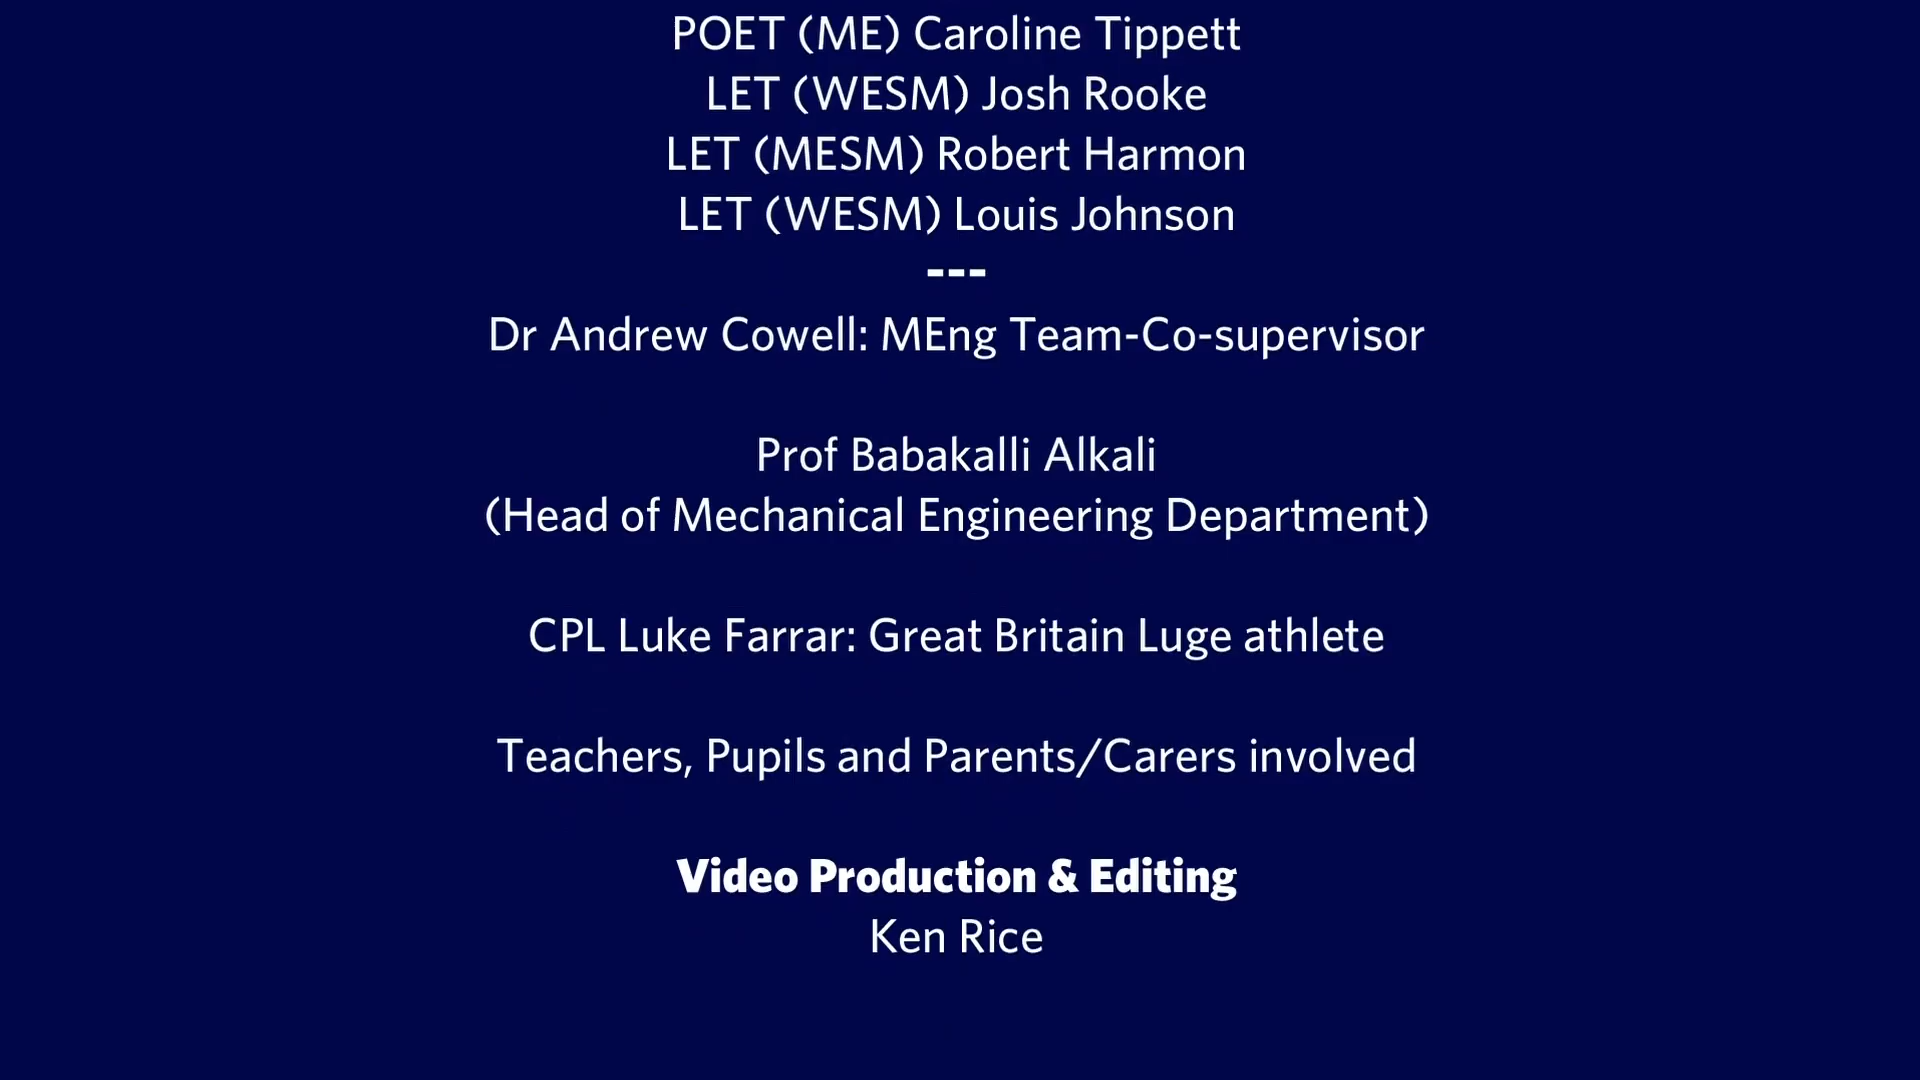 POET (ME) Caroline Tippett
LET (WESM) Josh Rooke
LET (MESM) Robert Harmon
LET (WESM) Louis Johnson
---
Dr Andrew Cowell: MEng Team-Co-supervisor
Prof Babakalli Alkali
(Head of Mechanical Engineering Department)
CPL Luke Farrar: Great Britain Luge athlete
Teachers, Pupils and Parents/Carers involved
Video Production & Editing
Ken Rice